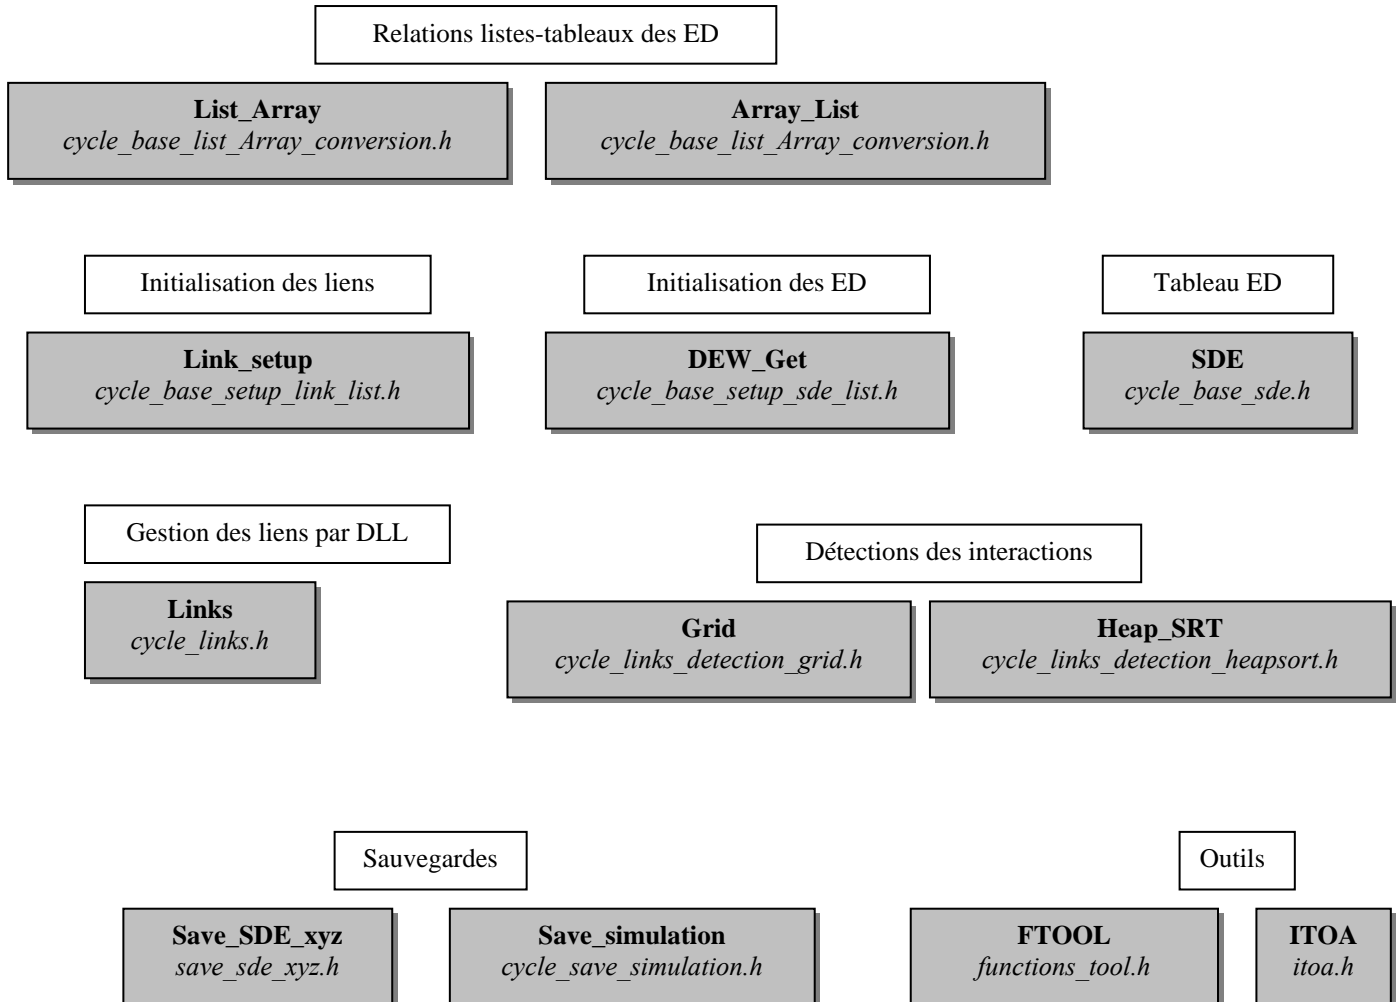 Relations listes-tableaux des ED
List_Array
cycle_base_list_Array_conversion.h
Array_List
cycle_base_list_Array_conversion.h
Initialisation des liens
Link_setup
cycle_base_setup_link_list.h
Initialisation des ED
DEW_Get
cycle_base_setup_sde_list.h
Tableau ED
SDE
cycle_base_sde.h
Gestion des liens par DLL
Links
cycle_links.h
Détections des interactions
Grid
cycle_links_detection_grid.h
Heap_SRT
cycle_links_detection_heapsort.h
Sauvegardes
Save_SDE_xyz
save_sde_xyz.h
Save_simulation
cycle_save_simulation.h
Outils
FTOOL
functions_tool.h
ITOA
itoa.h